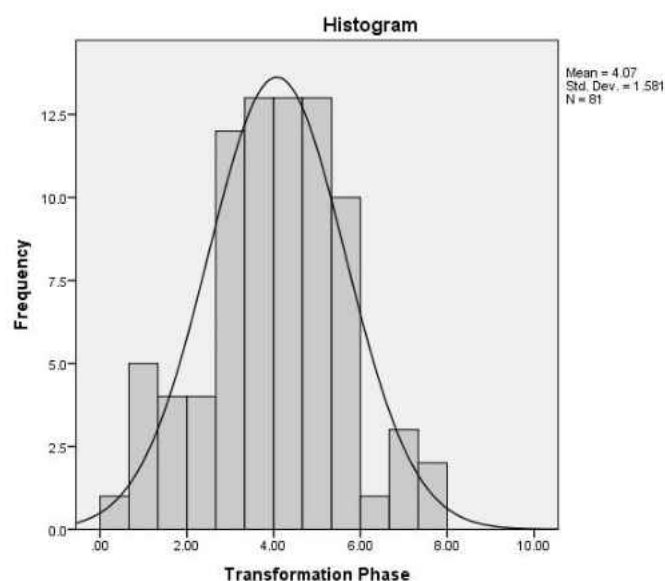 Histogram
Mean = 4.07
Std. Dev. = 1.581
N = 81
Frequency
12.5
10.0
7.5
5.0
2.5
0.0
.00 2.00 4.00 6.00 8.00 10.00
Transformation Phase